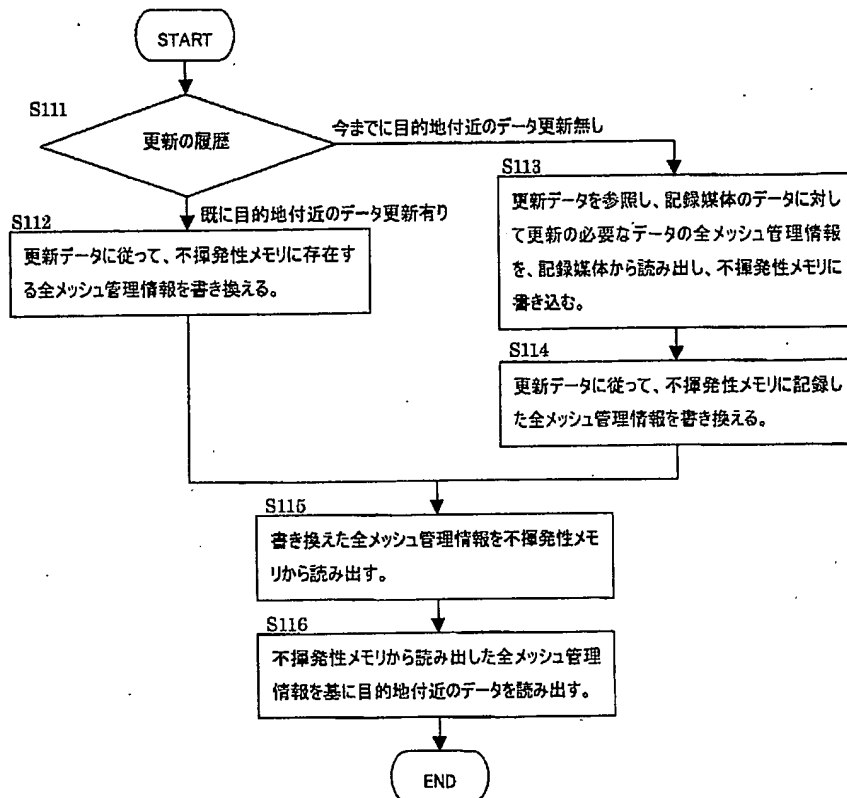 START
S111
更新の履歴
今までに目的地付近のデータ更新無し
S113
更新データを参照し、記録媒体のデータに対し
て更新の必要なデータの全メッシュ管理情報
を、記録媒体から読み出し、不揮発性メモリに
書き込む。
既に目的地付近のデータ更新有り
S112
更新データに従って、不揮発性メモリに存在す
る全メッシュ管理情報を書き換える。
S114
更新データに従って、不揮発性メモリに記録し
た全メッシュ管理情報を書き換える。
S115
書き換えた全メッシュ管理情報を不揮発性メモ
リから読み出す。
S116
不揮発性メモリから読み出した全メッシュ管理
情報を基に目的地付近のデータを読み出す。
END